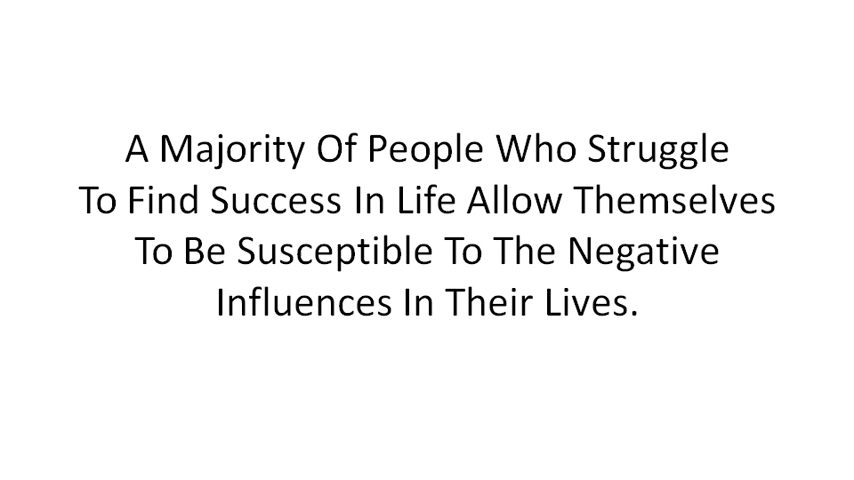 A Majority Of People Who Struggle
To Find Success In Life Allow Themselves
To Be Susceptible To The Negative
Influences In Their Lives.